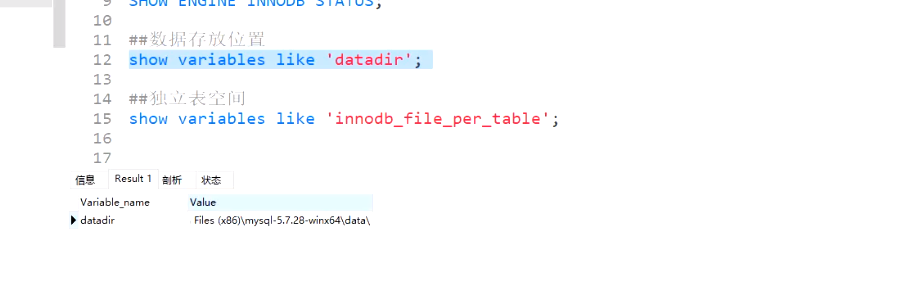 9 SHOW ENGINE INNODB STATUS;
10
11 ##数据存放位置
12 show variables like 'datadir';
13
14 ##独立表空间
15 show variables like 'innodb_file_per_table';
16
17
信息 Result 1 剖析 状态
Variable_name Value
datadir Files (x86)\mysql-5.7.28-winx64\data\